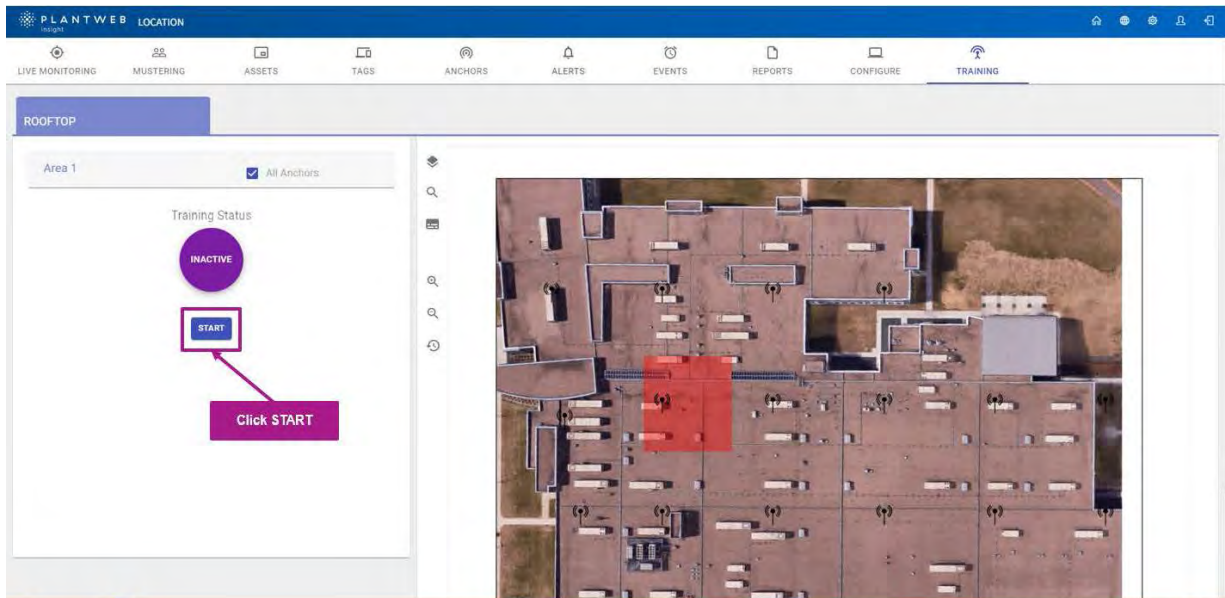 PLANTWEB LOCATION
Insight
LIVE MONITORING MUSTERING ASSETS TAGS ANCHORS ALERTS EVENTS REPORTS CONFIGURE TRAINING
ROOFTOP
Area 1 All Anchors
Training Status
INACTIVE
START
Click START